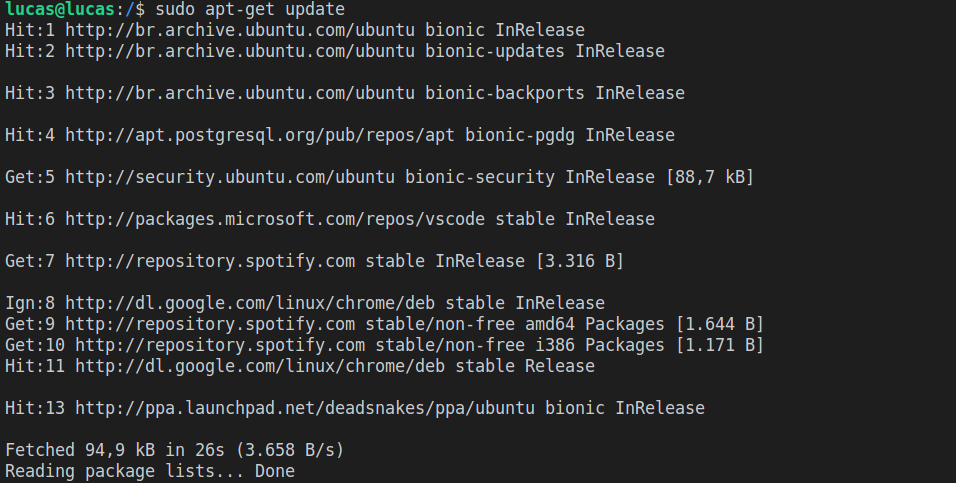 lucas@lucas:/$ sudo apt-get update
Hit:1 http://br.archive.ubuntu.com/ubuntu bionic InRelease
Hit:2 http://br.archive.ubuntu.com/ubuntu bionic-updates InRelease
Hit:3 http://br.archive.ubuntu.com/ubuntu bionic-backports InRelease
Hit:4 http://apt.postgresql.org/pub/repos/apt bionic-pgdg InRelease
Get:5 http://security.ubuntu.com/ubuntu bionic-security InRelease [88,7 kB]
Hit:6 http://packages.microsoft.com/repos/vscode stable InRelease
Get:7 http://repository.spotify.com stable InRelease [3.316 B]
Ign:8 http://dl.google.com/linux/chrome/deb stable InRelease
Get:9 http://repository.spotify.com stable/non-free amd64 Packages [1.644 B]
Get:10 http://repository.spotify.com stable/non-free i386 Packages [1.171 B]
Hit:11 http://dl.google.com/linux/chrome/deb stable Release
Hit:13 http://ppa.launchpad.net/deadsnakes/ppa/ubuntu bionic InRelease
Fetched 94,9 kB in 26s (3.658 B/s)
Reading package lists... Done